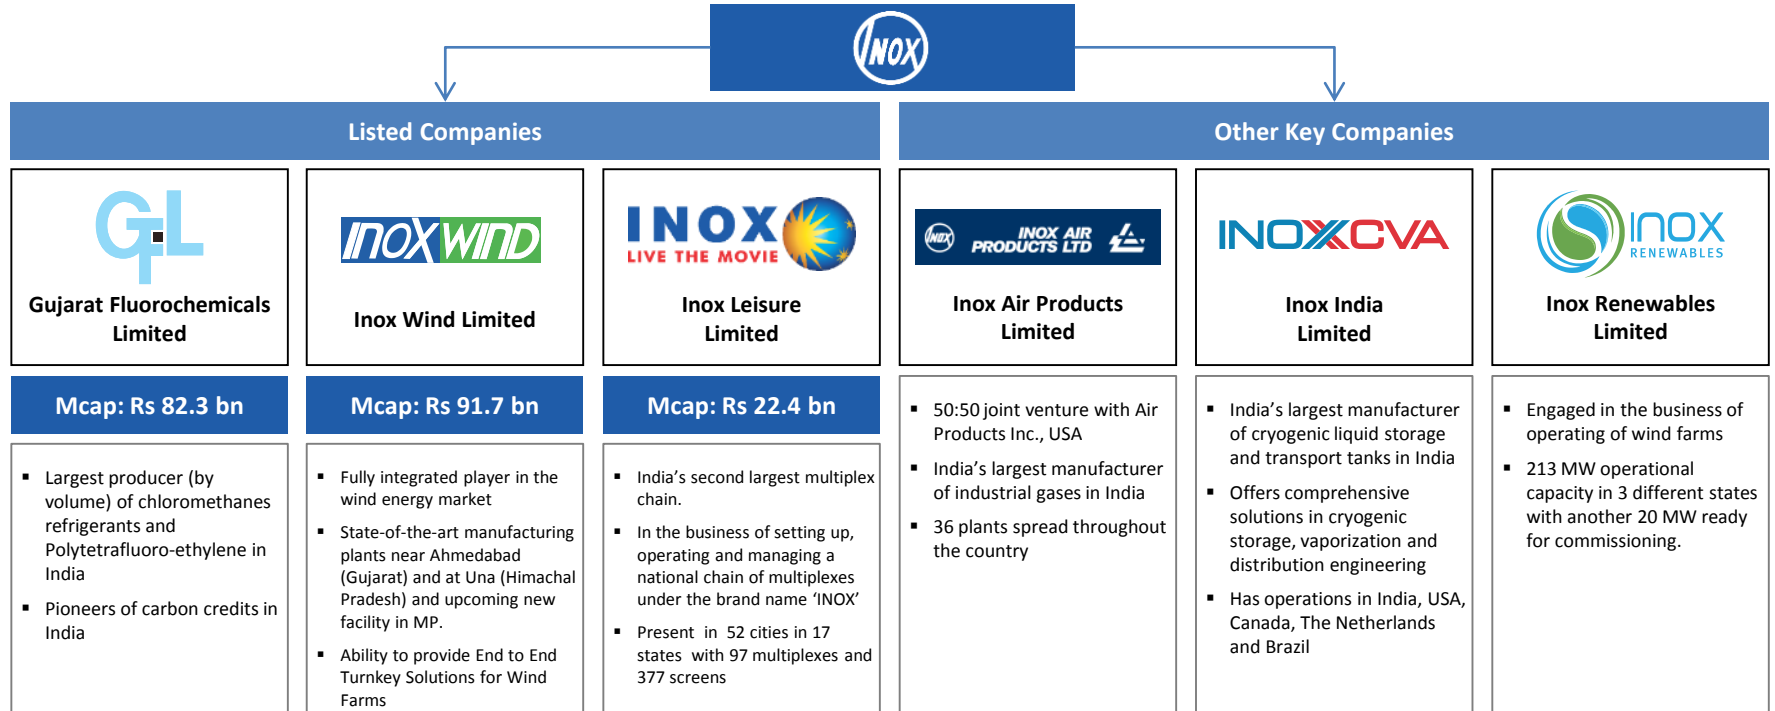 INOX
Listed Companies
Other Key Companies
GFL
Gujarat Fluorochemicals
Limited
INOXWIND
Inox Wind Limited
INOX
LIVE THE MOVIE
Inox Leisure
Limited
INOX
INOX AIR
PRODUCTS LTD
Inox Air Products
Limited
INOXCVA
Inox India
Limited
INOX
RENEWABLES
Inox Renewables
Limited
Mcap: Rs 82.3 bn
Mcap: Rs 91.7 bn
Mcap: Rs 22.4 bn
▪ Largest producer (by
volume) of chloromethanes
refrigerants and
Polytetrafluoro-ethylene in
India
▪ Pioneers of carbon credits in
India
▪ Fully integrated player in the
wind energy market
▪ State-of-the-art manufacturing
plants near Ahmedabad
(Gujarat) and at Una (Himachal
Pradesh) and upcoming new
facility in MP.
▪ Ability to provide End to End
Turnkey Solutions for Wind
Farms
▪ India's second largest multiplex
chain.
▪ In the business of setting up,
operating and managing a
national chain of multiplexes
under the brand name ‘INOX’
▪ Present in 52 cities in 17
states with 97 multiplexes and
377 screens
▪ 50:50 joint venture with Air
Products Inc., USA
▪ India’s largest manufacturer
of industrial gases in India
▪ 36 plants spread throughout
the country
▪ India’s largest manufacturer
of cryogenic liquid storage
and transport tanks in India
▪ Offers comprehensive
solutions in cryogenic
storage, vaporization and
distribution engineering
▪ Has operations in India, USA,
Canada, The Netherlands
and Brazil
▪ Engaged in the business of
operating of wind farms
▪ 213 MW operational
capacity in 3 different states
with another 20 MW ready
for commissioning.